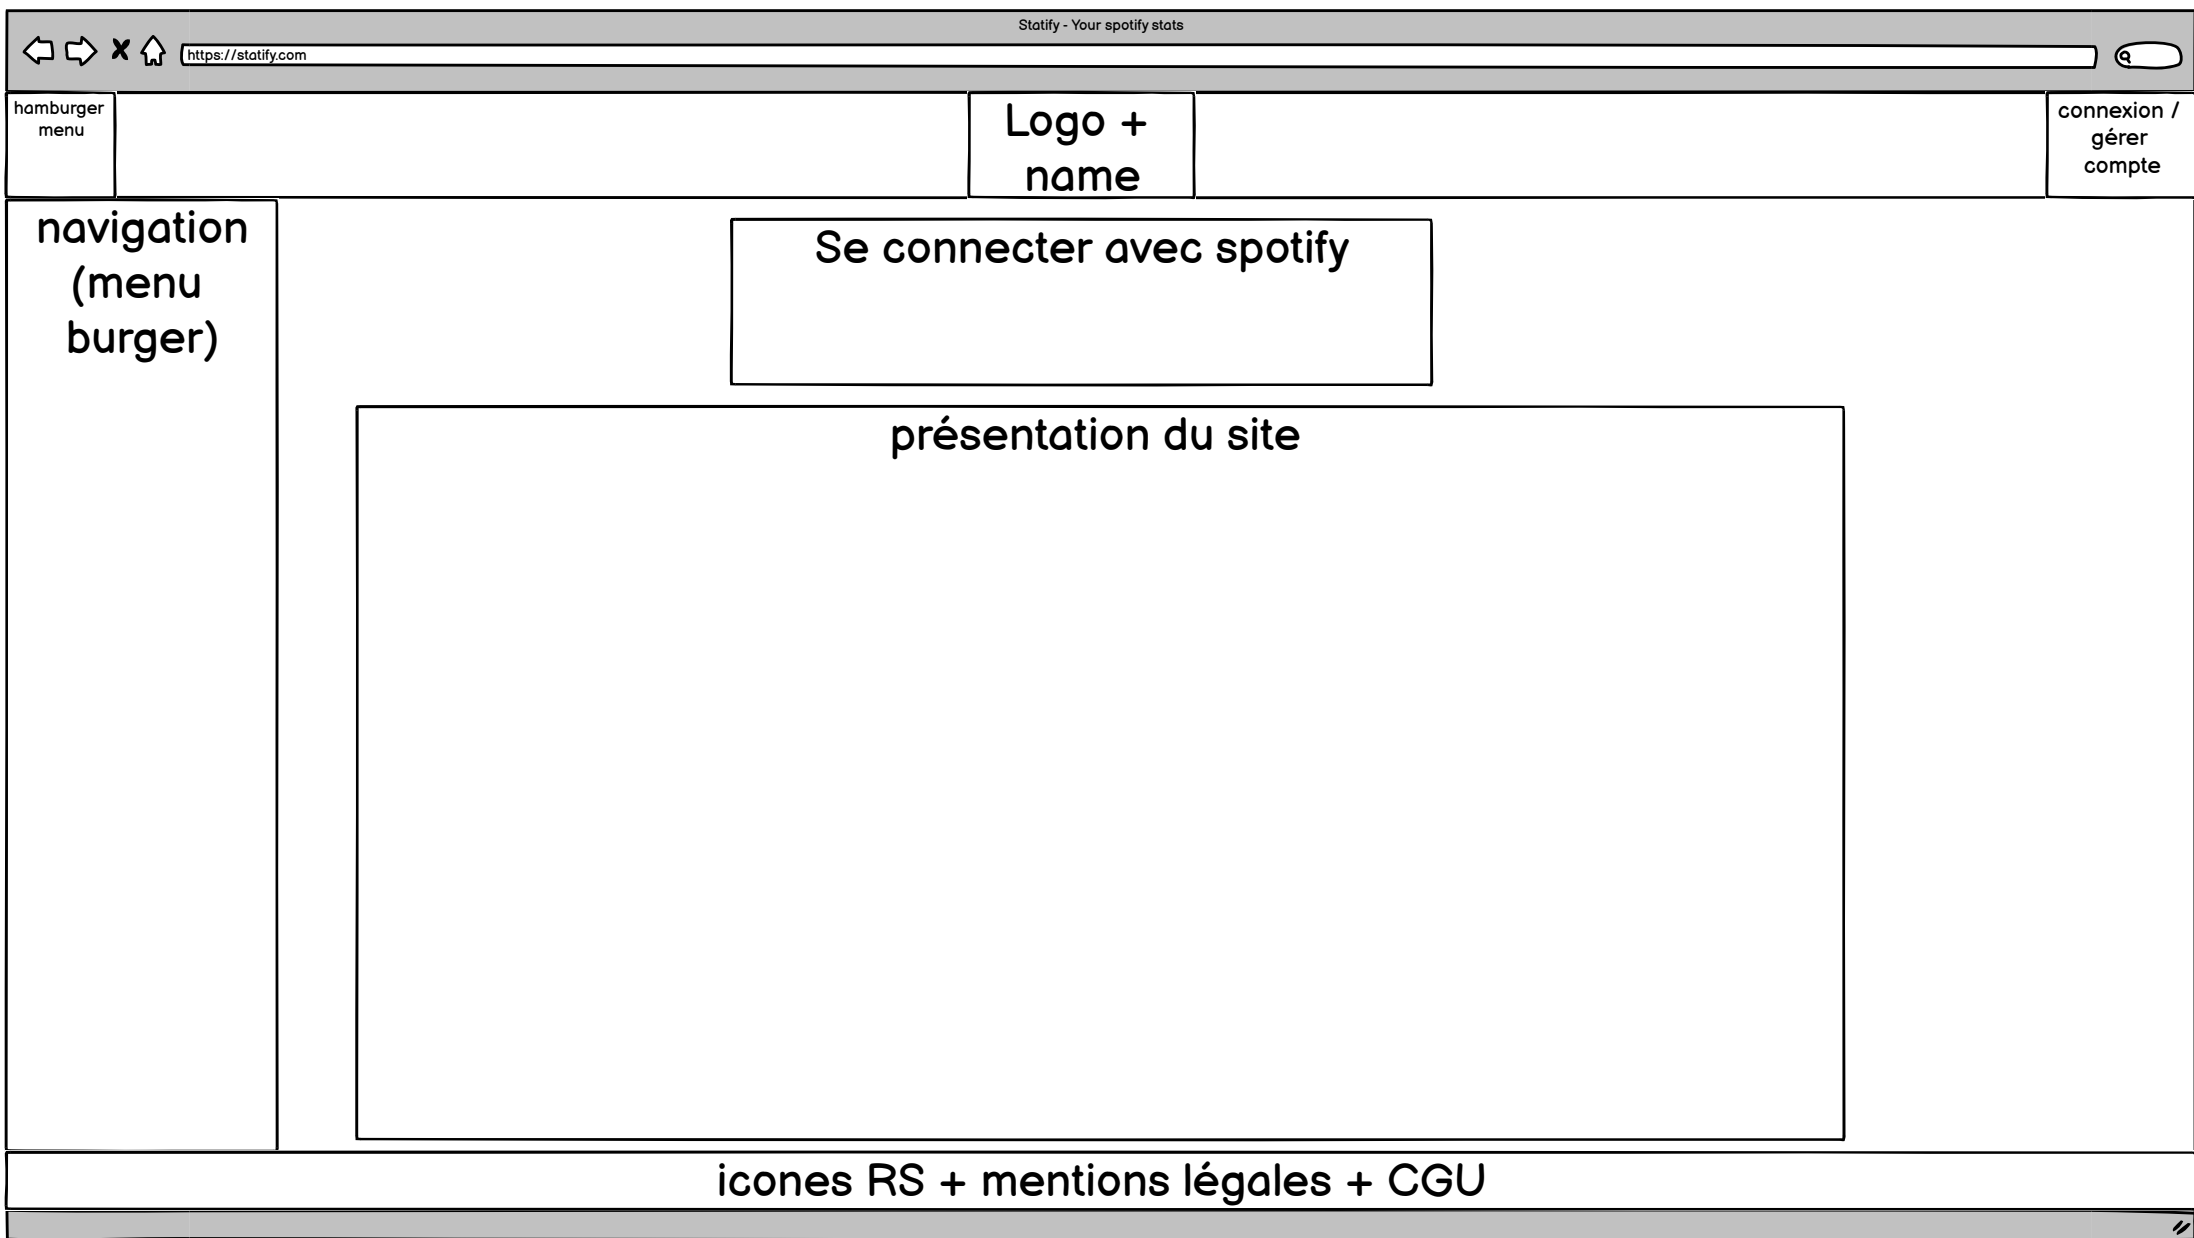 Statify - Your spotify stats
https://statify.com
hamburger
menu
Logo +
name
connexion /
gérer
compte
navigation
(menu
burger)
Se connecter avec spotify
présentation du site
icones RS + mentions légales + CGU